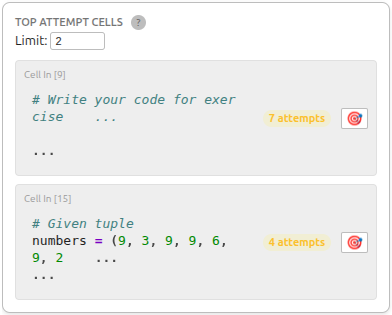 TOP ATTEMPT CELLS ?
Limit: 2
Cell In [9]
# Write your code for exer
cise    ...
7 attempts
...
Cell In [15]
# Given tuple
numbers = (9, 3, 9, 9, 6,
9, 2    ...
4 attempts
...